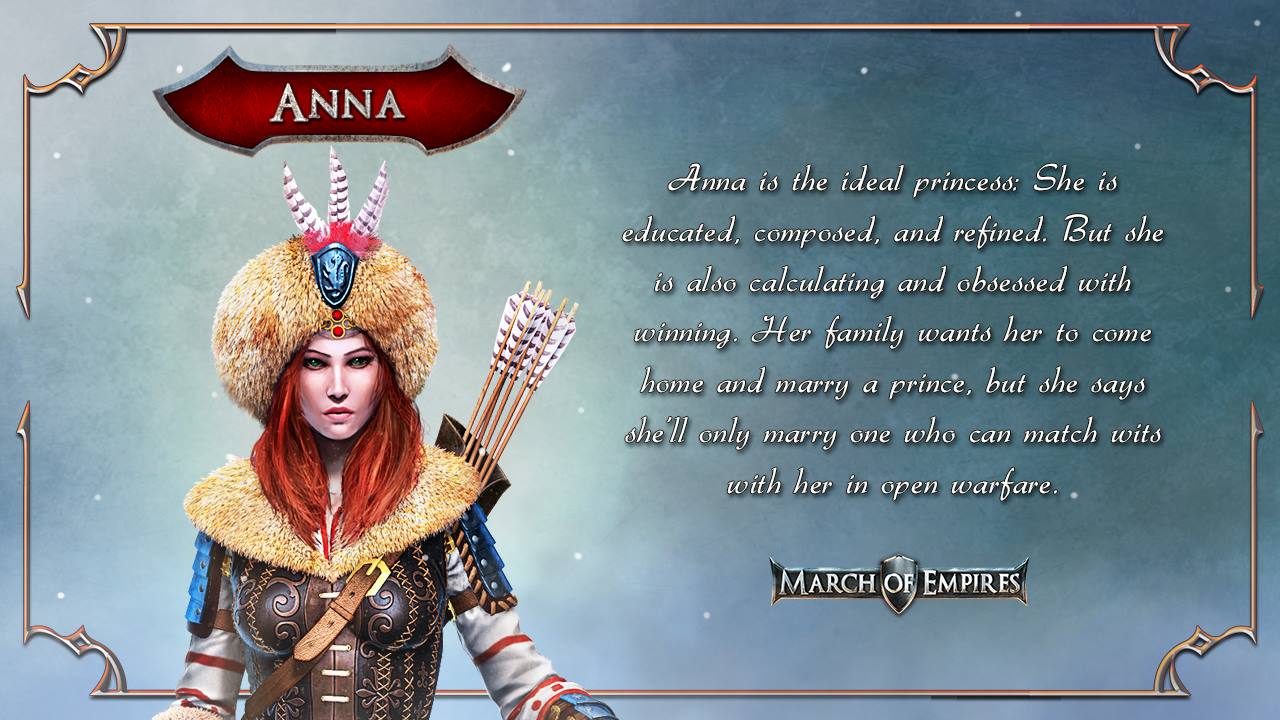 Anna
Anna is the ideal princess: She is
educated, composed, and refined. But she
is also calculating and obsessed with
winning. Her family wants her to come
home and marry a prince, but she says
she'll only marry one who can match wits
with her in open warfare.
March of Empires